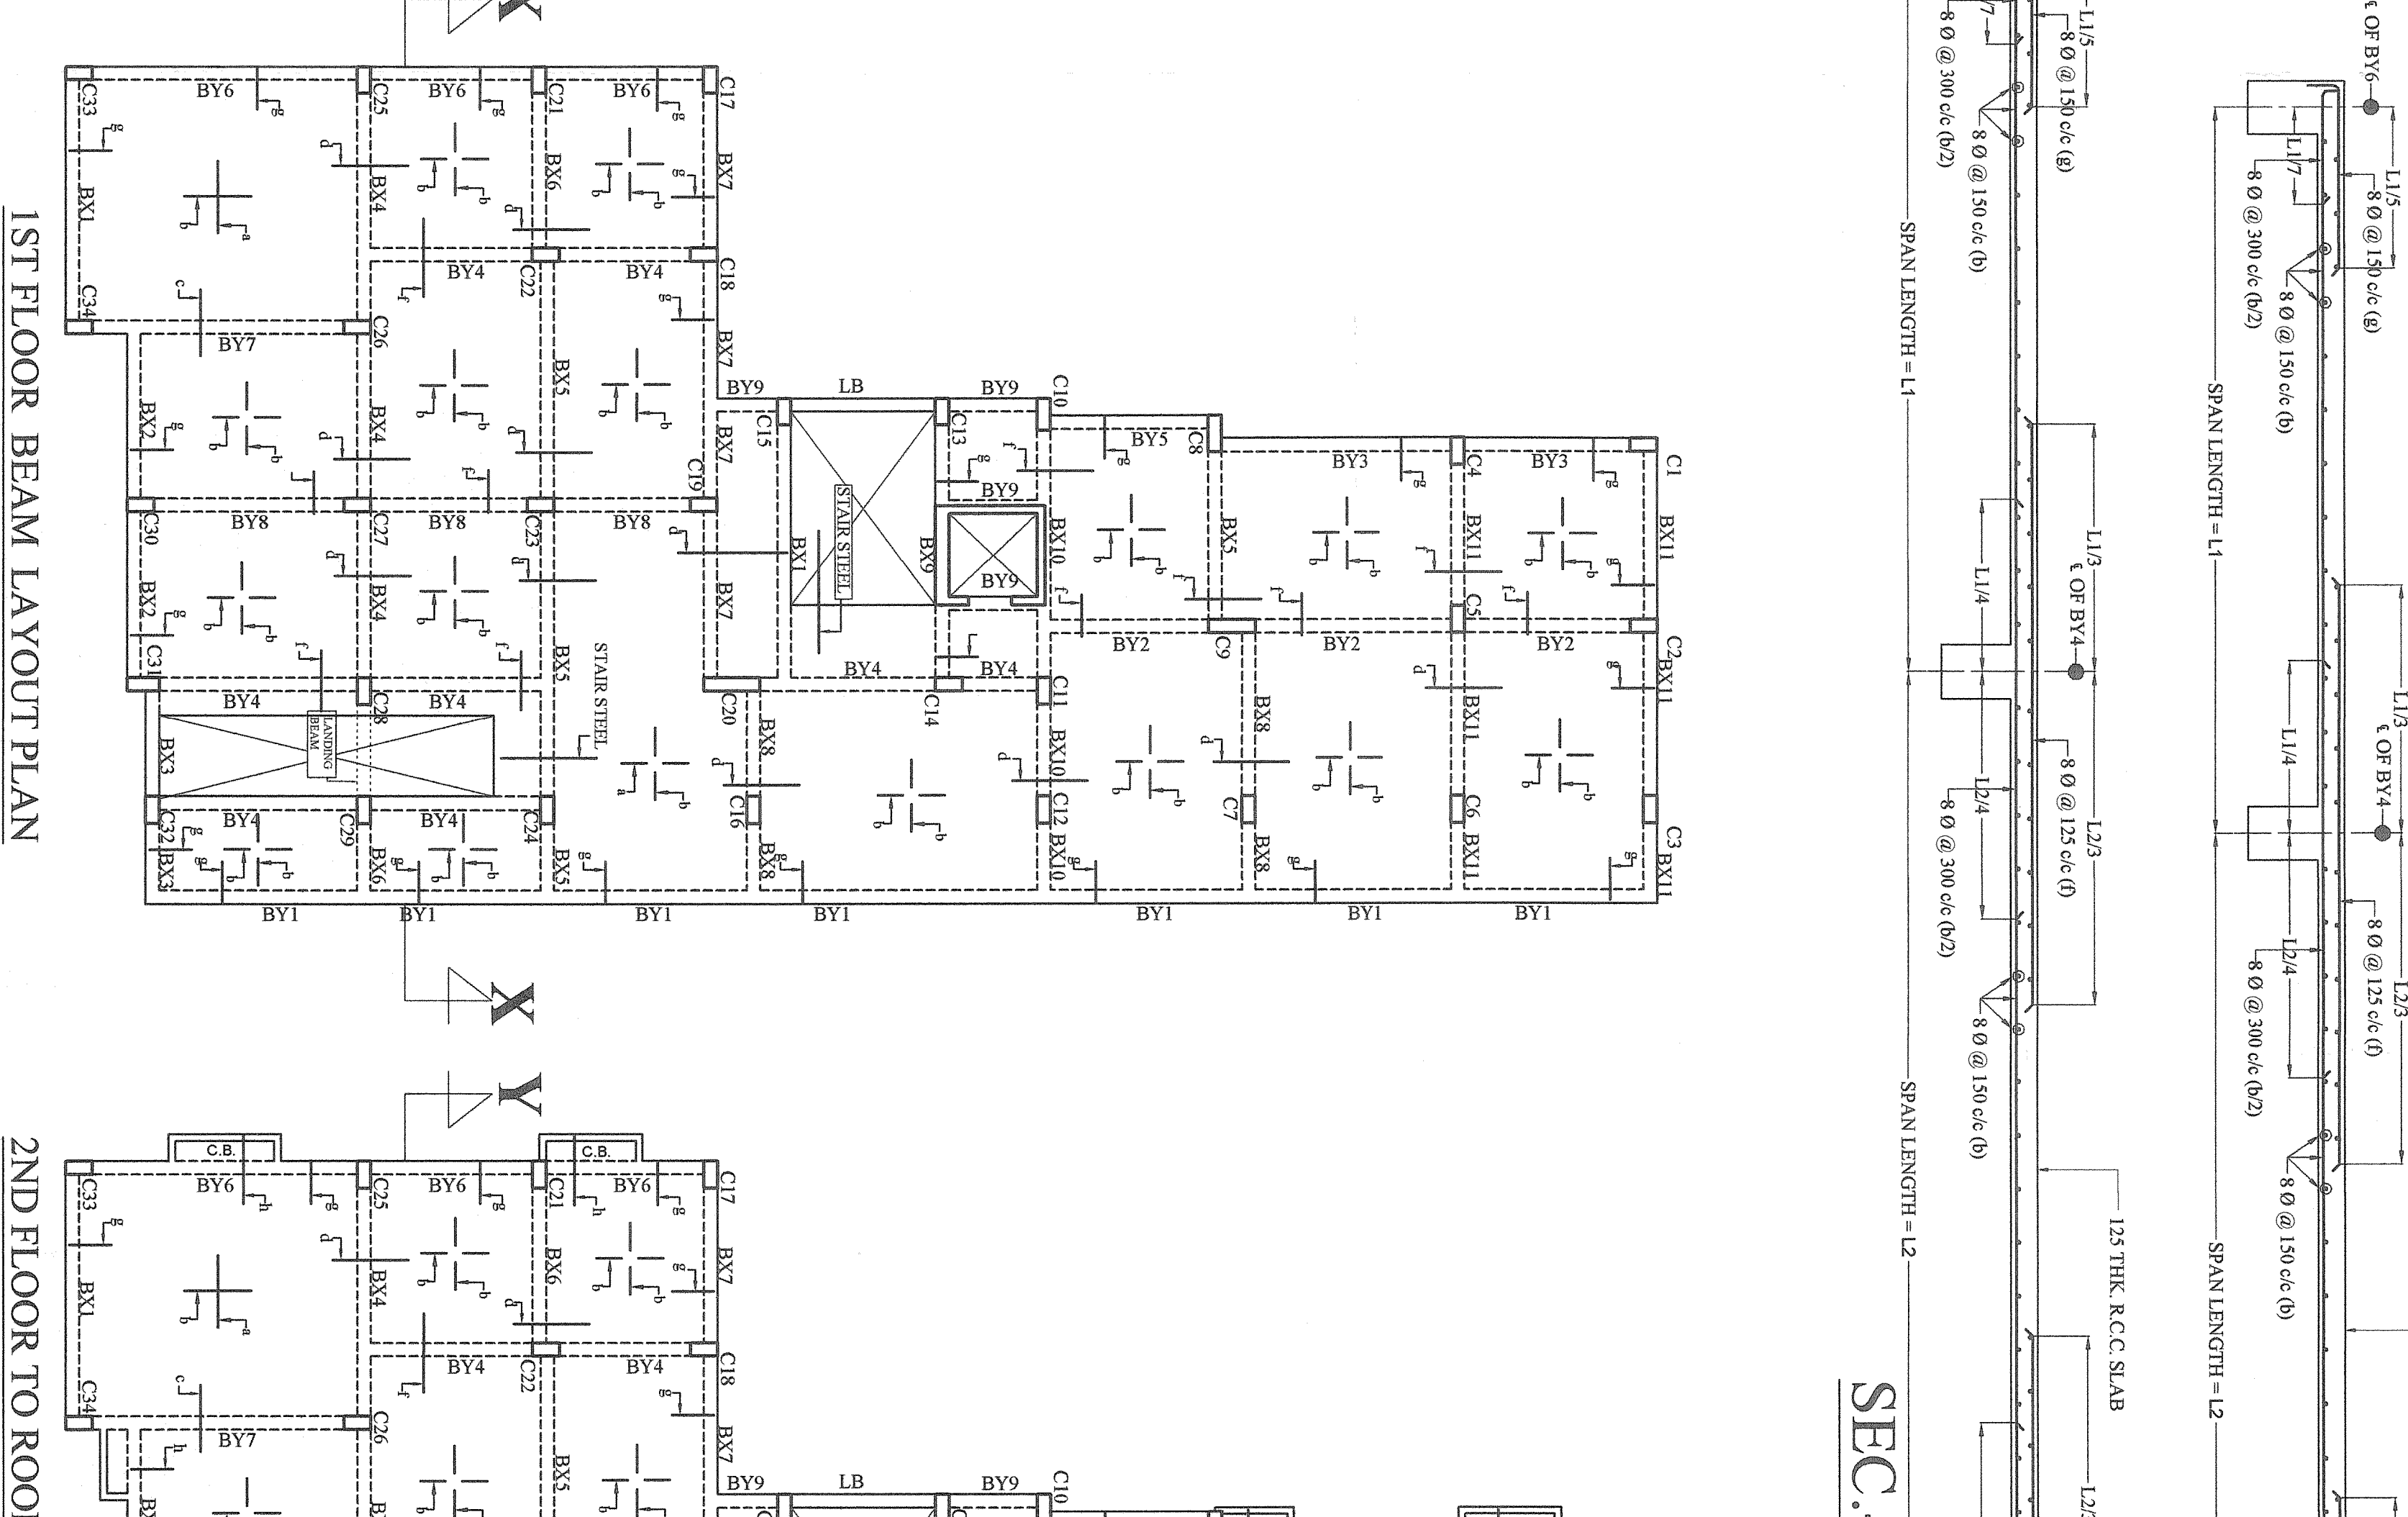 1ST FLOOR BEAM LAYOUT PLAN
X
C17
C21
C25
C33
BY6
BY6
BY6
g
g
g
g
BX7
BX6
BX4
BX1
b
b
b
b
b
a
d
d
g
C18
C22
C26
C34
BY4
BY4
BY7
f
c
g
BX7
BX5
BX4
BX2
b
b
b
b
b
b
d
d
g
f
f
C19
C23
C27
C30
BY8
BY8
BY8
BY9
LB
BY9
C15
C13
C10
BX7
BX1
BX9
BX10
BY9
BY9
STAIR STEEL
g
f
BX7
d
d
d
g
BX5
BX4
BX2
b
b
b
b
f
f
C20
C28
C31
BY4
BY4
BY4
BY4
C14
C11
STAIR STEEL
LANDING
BEAM
BX3
BX8
BX10
d
d
C16
C12
C24
C29
C32
BY4
BY4
BX8
BX10
BX5
BX6
BX3
g
g
g
g
g
g
a
b
b
b
b
b
b
b
BY1
BY1
BY1
BY1
BY1
BY1
BY1
C8
C4
C1
BY5
BY3
BY3
g
g
g
BX5
BX11
BX11
b
b
b
b
b
b
f
f
f
f
f
g
C9
C5
C2
BY2
BY2
BY2
BX8
BX11
BX11
d
d
g
b
b
b
b
b
b
C7
C6
C3
BX8
BX11
BX11
g
g
g
X
2ND FLOOR TO ROO
Y
C.B.
C.B.
C17
C21
C25
C33
BY6
BY6
BY6
g
h
g
g
h
g
g
BX7
BX6
BX4
BX1
b
b
b
b
b
a
d
d
C18
C22
C26
C34
BY4
BY4
BY7
f
c
g
h
BX7
BX5
BY9
LB
BY9
C10
b
b
SEC.
SPAN LENGTH = L1
SPAN LENGTH = L2
L1/5
8 Ø @ 150 c/c (g)
8 Ø @ 300 c/c (b/2)
8 Ø @ 150 c/c (b)
L1/3
L1/4
℄ OF BY4
L2/3
L2/4
8 Ø @ 125 c/c (f)
8 Ø @ 300 c/c (b/2)
8 Ø @ 150 c/c (b)
125 THK. R.C.C. SLAB
℄ OF BY6
L1/5
L1/7
8 Ø @ 150 c/c (g)
8 Ø @ 300 c/c (b/2)
8 Ø @ 150 c/c (b)
SPAN LENGTH = L1
L1/3
L1/4
℄ OF BY4
L2/3
L2/4
8 Ø @ 125 c/c (f)
8 Ø @ 300 c/c (b/2)
8 Ø @ 150 c/c (b)
SPAN LENGTH = L2